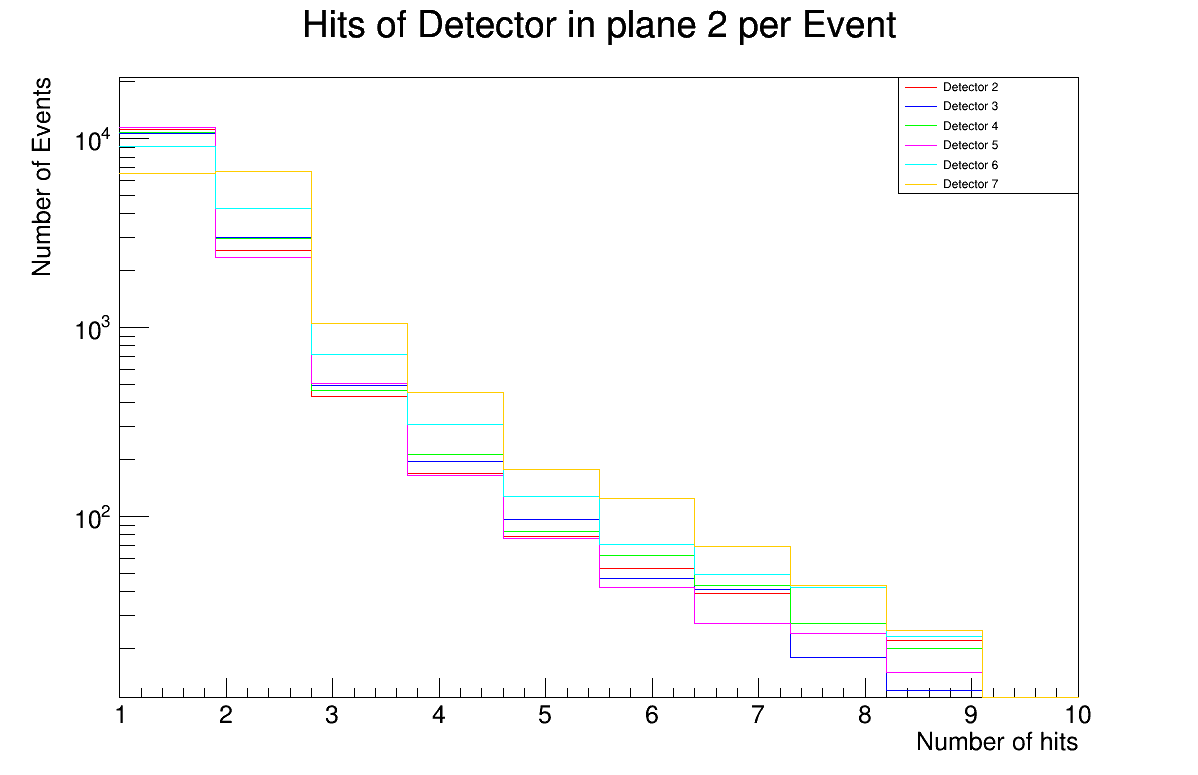 Hits of Detector in plane 2 per Event
Number of Events
10^4
10^3
10^2
Detector 2
Detector 3
Detector 4
Detector 5
Detector 6
Detector 7
1 2 3 4 5 6 7 8 9 10
Number of hits